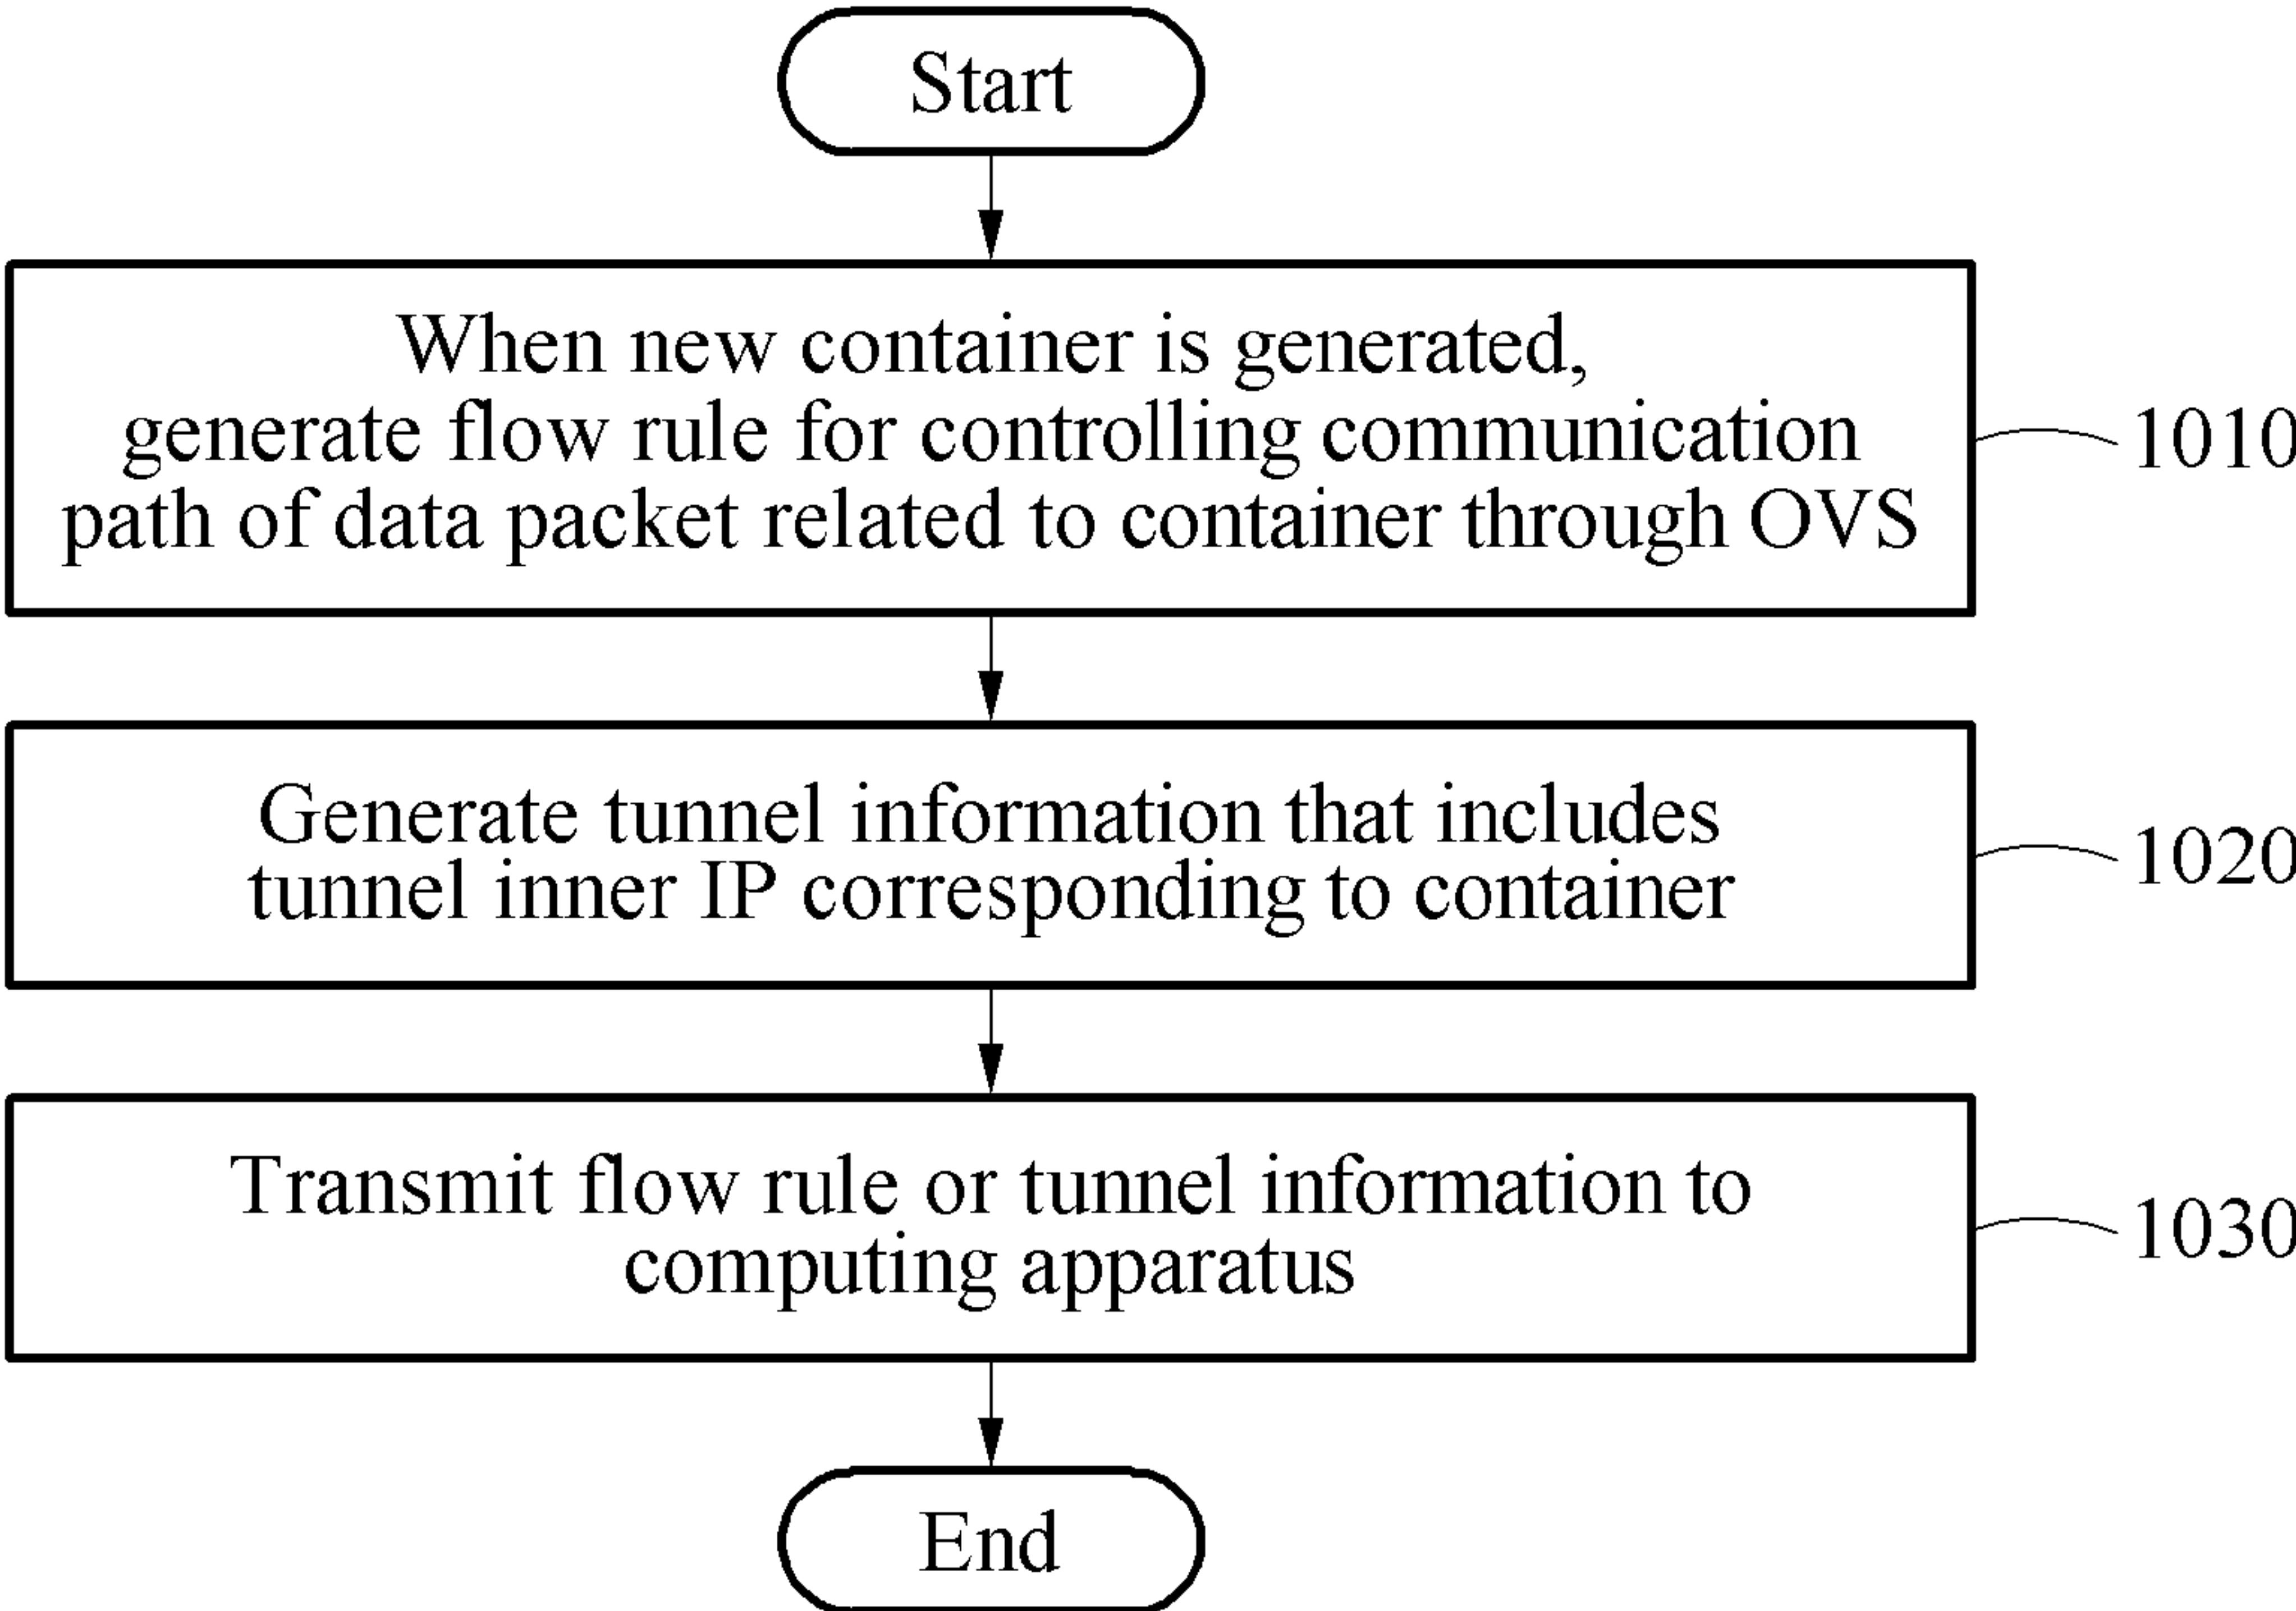 Start
When new container is generated,
generate flow rule for controlling communication
path of data packet related to container through OVS
1010
Generate tunnel information that includes
tunnel inner IP corresponding to container
1020
Transmit flow rule or tunnel information to
computing apparatus
1030
End